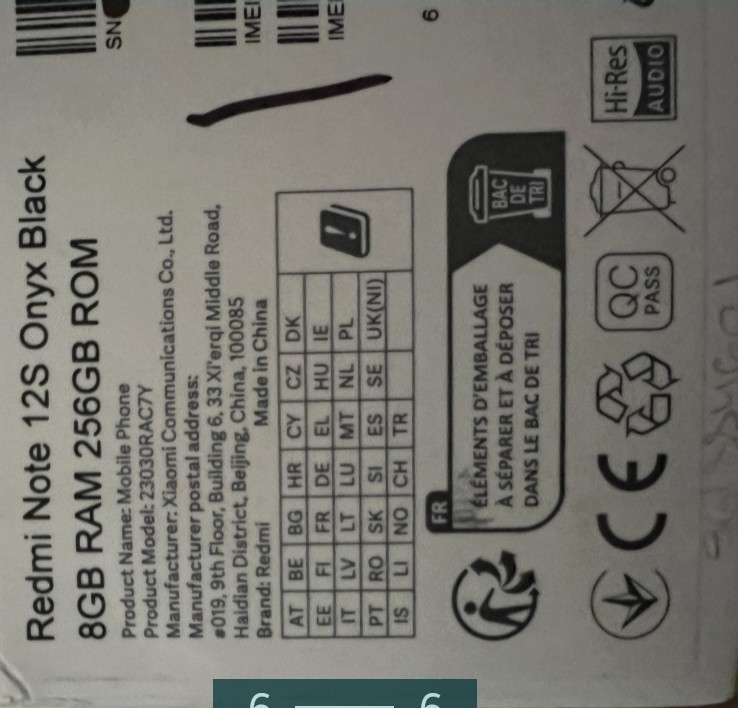 Redmi Note 12S Onyx Black
8GB RAM 256GB ROM
Product Name: Mobile Phone
Product Model: 23030RAC7Y
Manufacturer: Xiaomi Communications Co., Ltd.
Manufacturer postal address:
#019, 9th Floor, Building 6, 33 Xi'erqi Middle Road,
Haidian District, Beijing, China, 100085
Brand: Redmi Made in China
AT BE BG HR CY CZ DK
EE FI FR DE EL HU IE
IT LV LT LU MT NL PL
PT RO SK SI ES SE UK(NI)
IS LI NO CH TR
SN
IMEI
IMEI
6
FR
ÉLÉMENTS D'EMBALLAGE
À SÉPARER ET À DÉPOSER
DANS LE BAC DE TRI
BAC
DE
TRI
CE
QC
PASS
Hi-Res
AUDIO
6 6